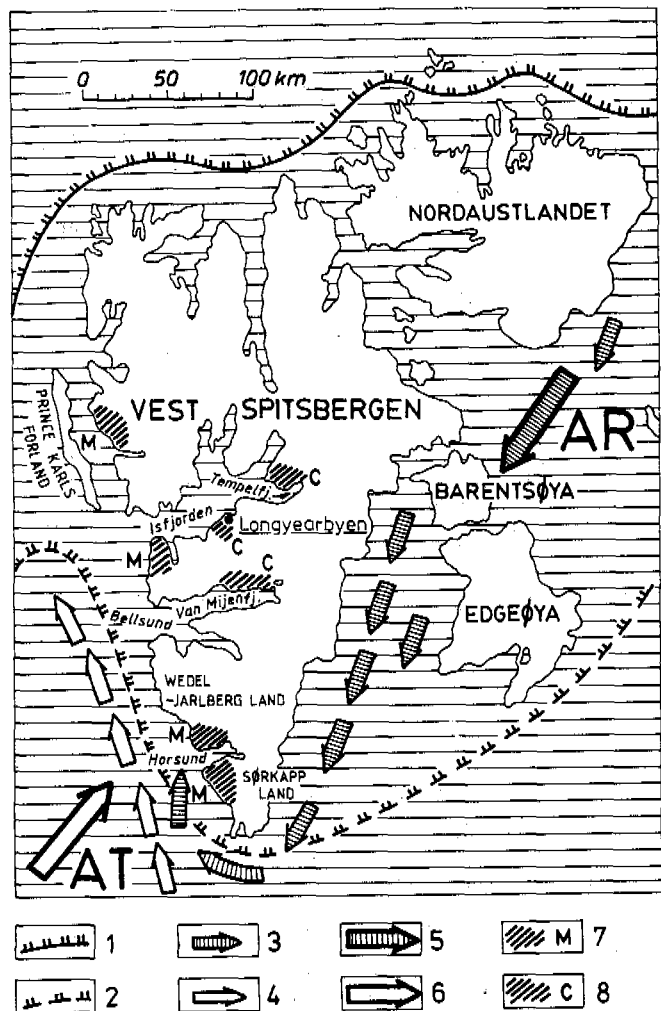 0 100 km
NORDAUSTLANDET
VEST SPITSBERGEN
PRINCE KARLS
FORLAND
M
AR
C
Tempelfj.
BARENTSØYA
Isfjorden
Longyearbyen
C
M
C
EDGEØYA
Van Mijenfj.
Bellsund
WEDEL
-JARLBERG LAND
M
Horsund
SØRKAPP
LAND
M
AT
1 3 5 M 7
2 4 6 C 8